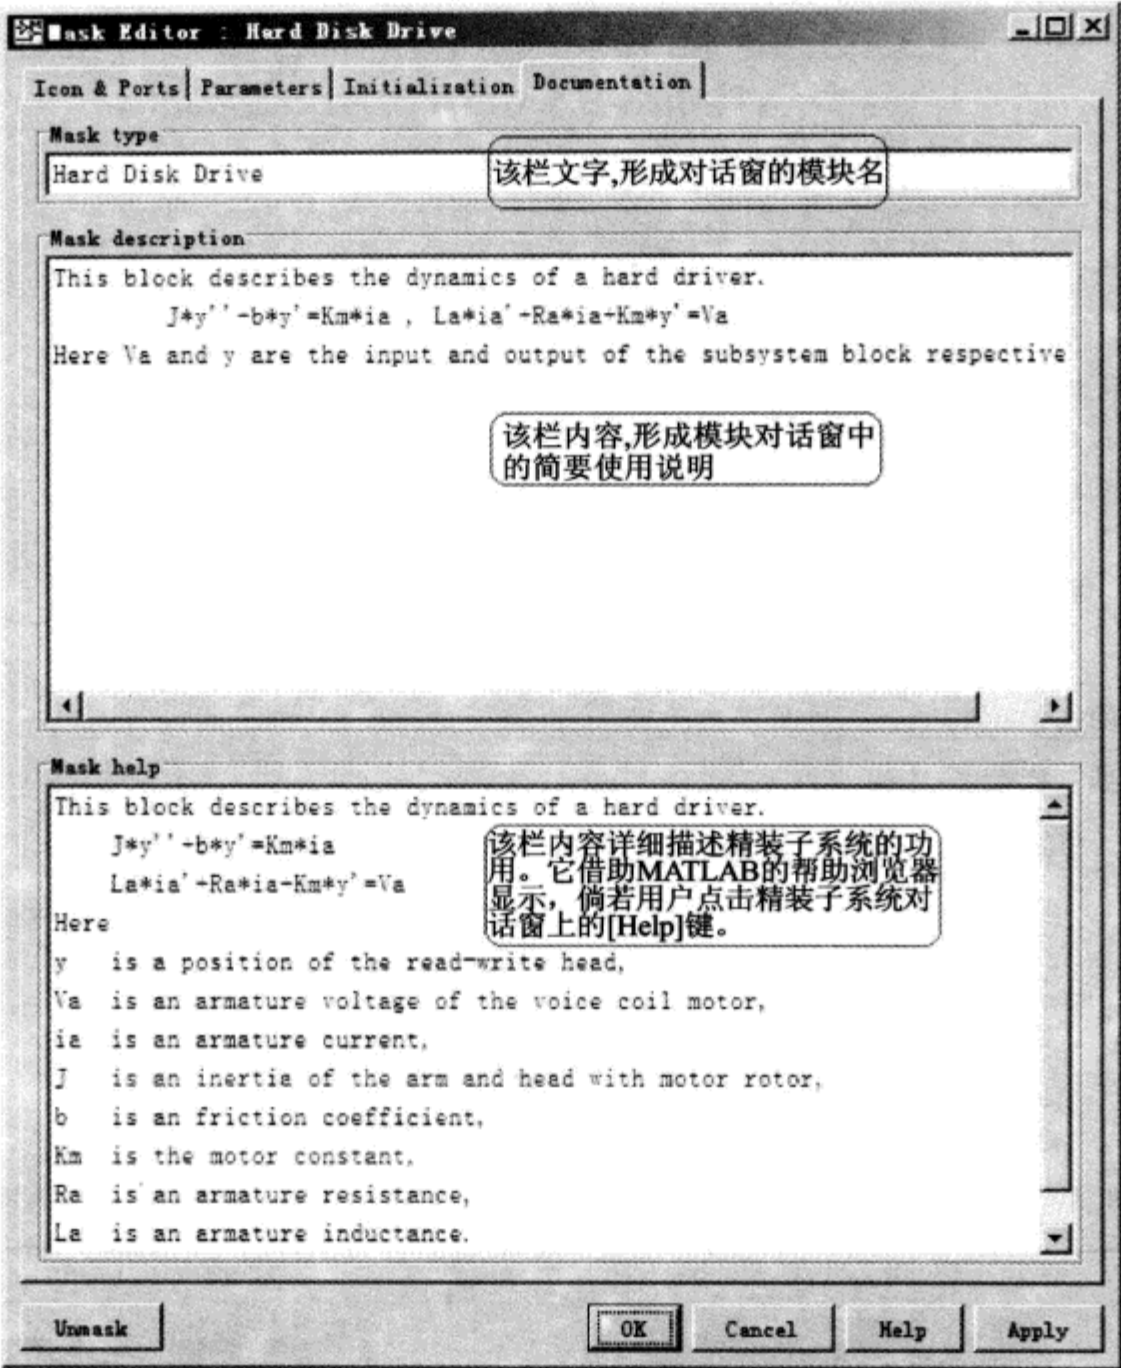 Mask Editor : Hard Disk Drive
Icon & Ports Parameters Initialization Documentation
Mask type
Hard Disk Drive
该栏文字,形成对话窗的模块名
Mask description
This block describes the dynamics of a hard driver.
J*y''+b*y'=Km*ia , La*ia'+Ra*ia+Km*y'=Va
Here Va and y are the input and output of the subsystem block respective
该栏内容,形成模块对话窗中
的简要使用说明
Mask help
This block describes the dynamics of a hard driver.
J*y''+b*y'=Km*ia
La*ia'+Ra*ia+Km*y'=Va
该栏内容详细描述精装子系统的功
用。它借助MATLAB的帮助浏览器
显示，倘若用户点击精装子系统对
话窗上的[Help]键。
Here
y is a position of the read-write head,
Va is an armature voltage of the voice coil motor,
ia is an armature current,
J is an inertia of the arm and head with motor rotor,
b is an friction coefficient,
Km is the motor constant,
Ra is an armature resistance,
La is an armature inductance.
Unmask OK Cancel Help Apply